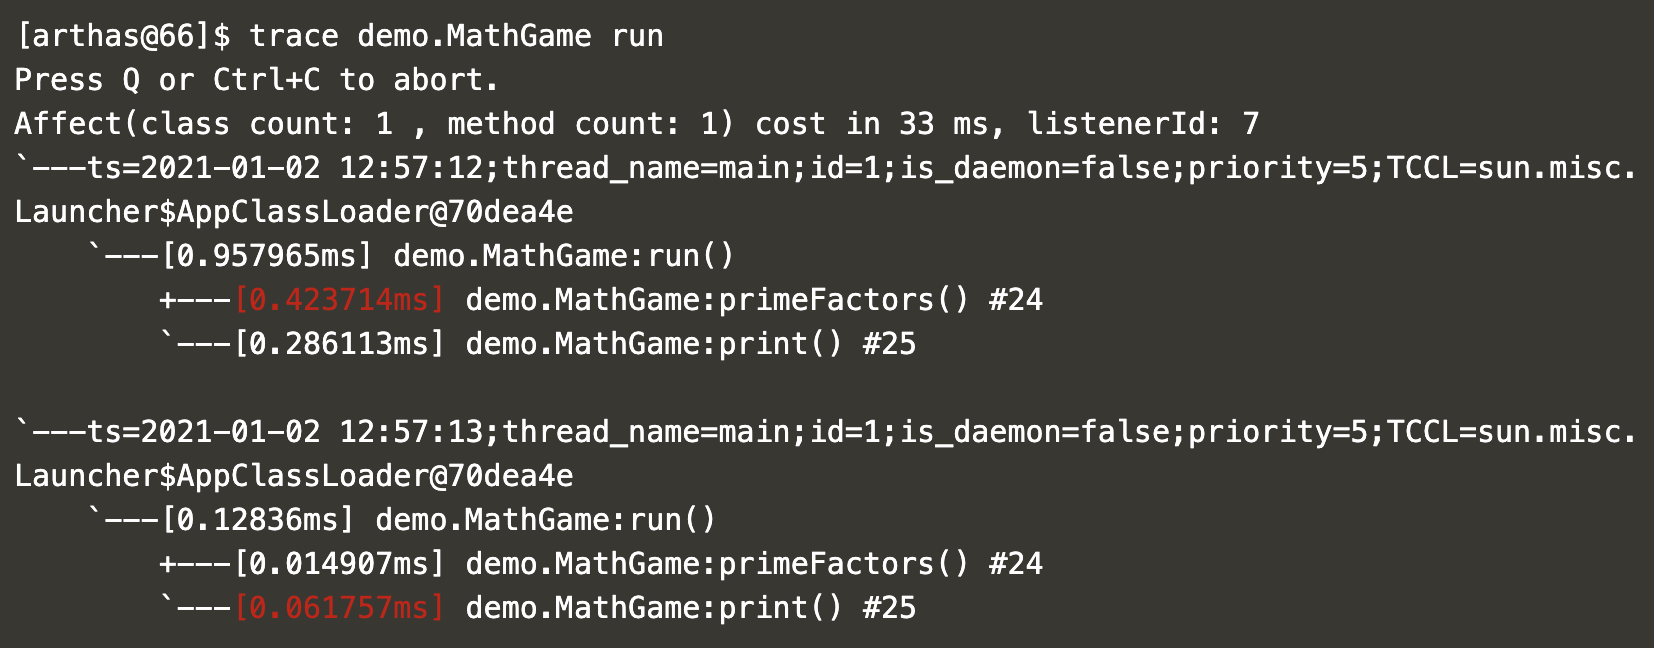 [arthas@66]$ trace demo.MathGame run
Press Q or Ctrl+C to abort.
Affect(class count: 1 , method count: 1) cost in 33 ms, listenerId: 7
`---ts=2021-01-02 12:57:12;thread_name=main;id=1;is_daemon=false;priority=5;TCCL=sun.misc.
Launcher$AppClassLoader@70dea4e
    `---[0.957965ms] demo.MathGame:run()
        +---[0.423714ms] demo.MathGame:primeFactors() #24
        `---[0.286113ms] demo.MathGame:print() #25

`---ts=2021-01-02 12:57:13;thread_name=main;id=1;is_daemon=false;priority=5;TCCL=sun.misc.
Launcher$AppClassLoader@70dea4e
    `---[0.12836ms] demo.MathGame:run()
        +---[0.014907ms] demo.MathGame:primeFactors() #24
        `---[0.061757ms] demo.MathGame:print() #25